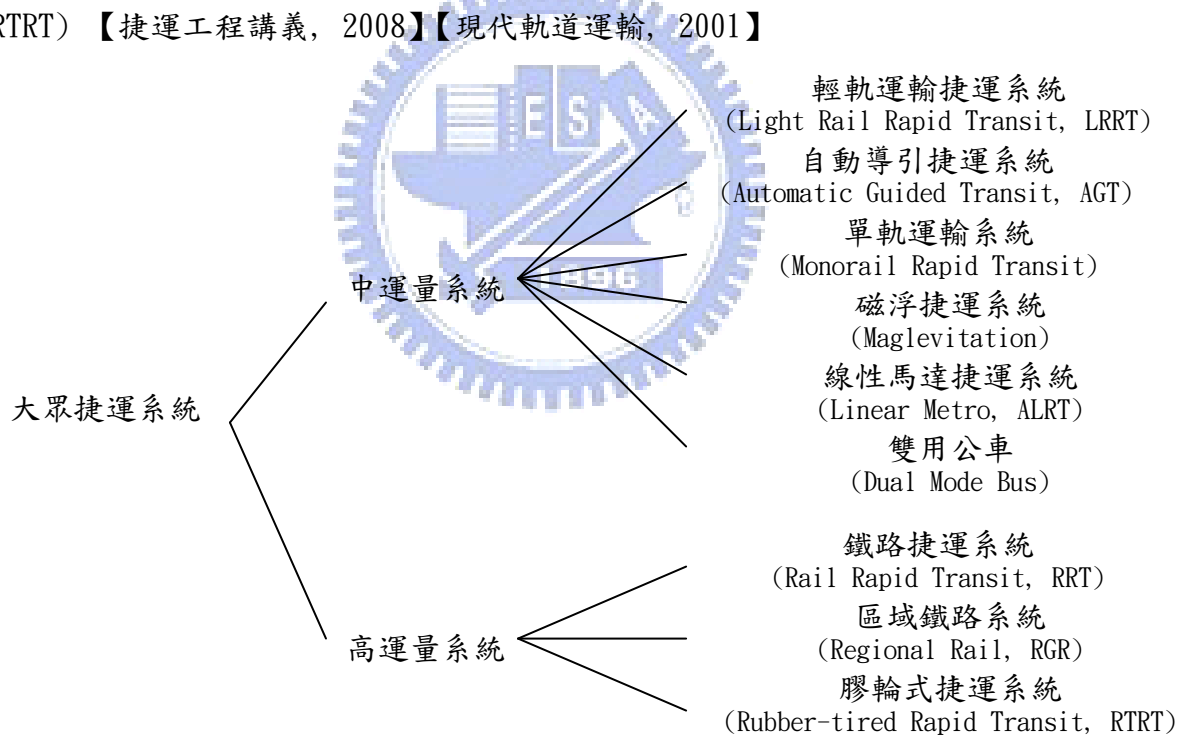 RTRT) 【捷運工程講義, 2008】【現代軌道運輸, 2001】
輕軌運輸捷運系統
(Light Rail Rapid Transit, LRRT)
自動導引捷運系統
(Automatic Guided Transit, AGT)
單軌運輸系統
(Monorail Rapid Transit)
中運量系統
磁浮捷運系統
(Maglevitation)
線性馬達捷運系統
(Linear Metro, ALRT)
大眾捷運系統
雙用公車
(Dual Mode Bus)
鐵路捷運系統
(Rail Rapid Transit, RRT)
區域鐵路系統
(Regional Rail, RGR)
高運量系統
膠輪式捷運系統
(Rubber-tired Rapid Transit, RTRT)
ESA
1896